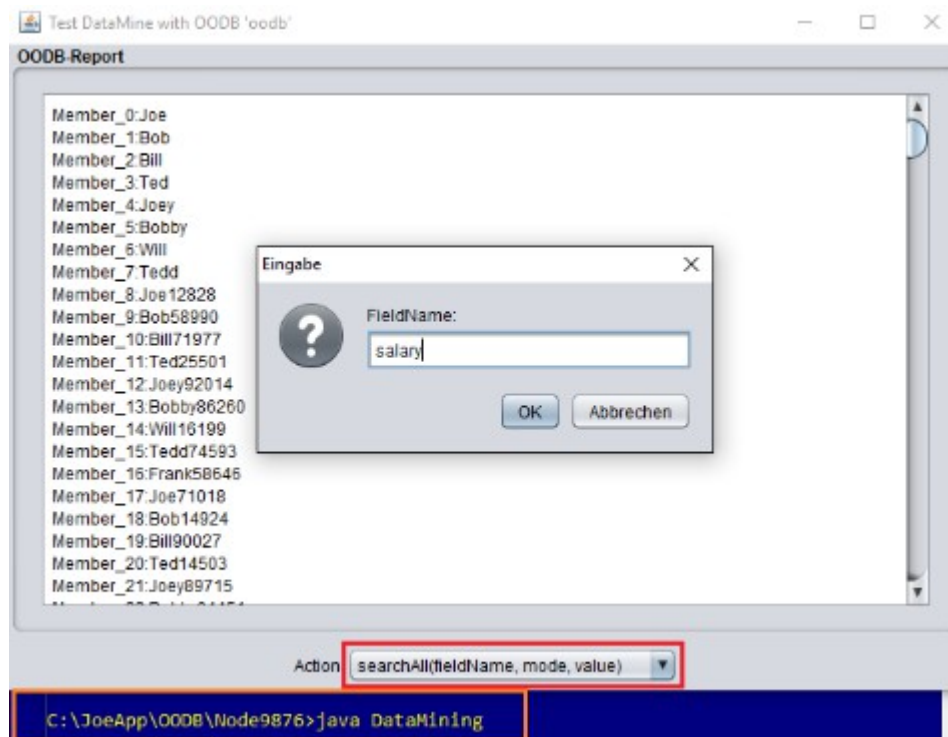 Test DataMine with OODB 'oodb'
OODB-Report
Member_0:Joe
Member_1:Bob
Member_2:Bill
Member_3:Ted
Member_4:Joey
Member_5:Bobby
Member_6:Will
Member_7:Tedd
Member_8:Joe12828
Member_9:Bob58990
Member_10:Bill71977
Member_11:Ted25501
Member_12:Joey92014
Member_13:Bobby86260
Member_14:Will16199
Member_15:Tedd74593
Member_16:Frank58646
Member_17:Joe71018
Member_18:Bob14924
Member_19:Bill90027
Member_20:Ted14503
Member_21:Joey89715
Eingabe
FieldName:
salary
OK Abbrechen
Action searchAll(fieldName, mode, value)
C:\JoeApp\OODB\Node9876>java DataMining